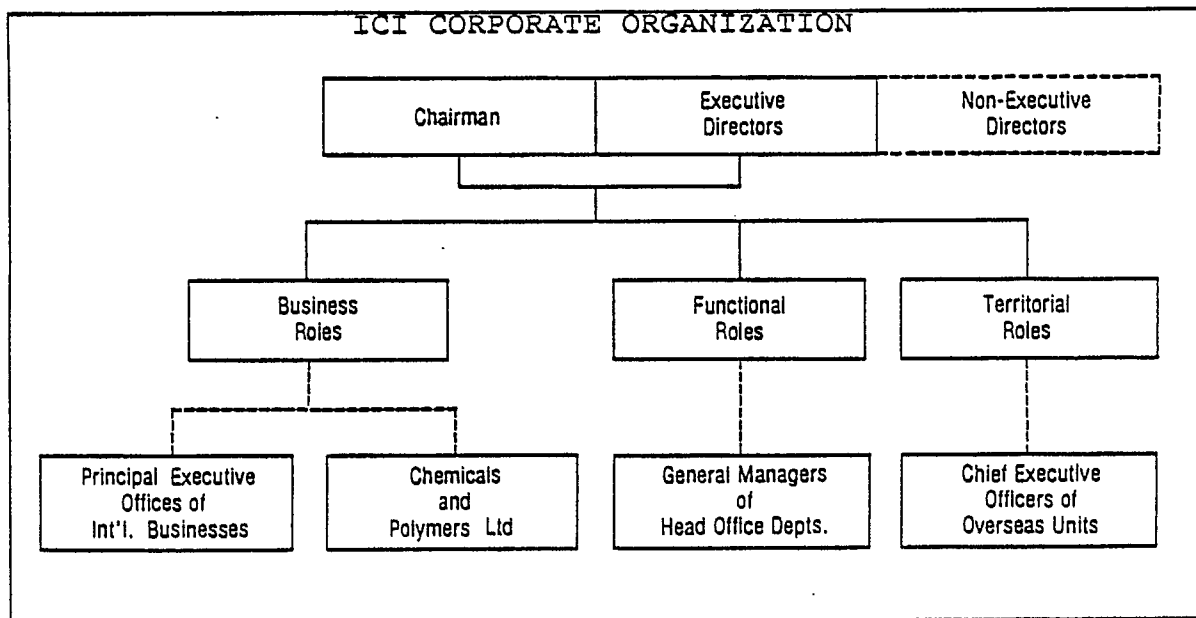 ICI CORPORATE ORGANIZATION
Chairman
Executive
Directors
Non-Executive
Directors
Business
Roles
Functional
Roles
Territorial
Roles
Principal Executive
Offices of
Int'l. Businesses
Chemicals
and
Polymers Ltd
General Managers
of
Head Office Depts.
Chief Executive
Officers of
Overseas Units